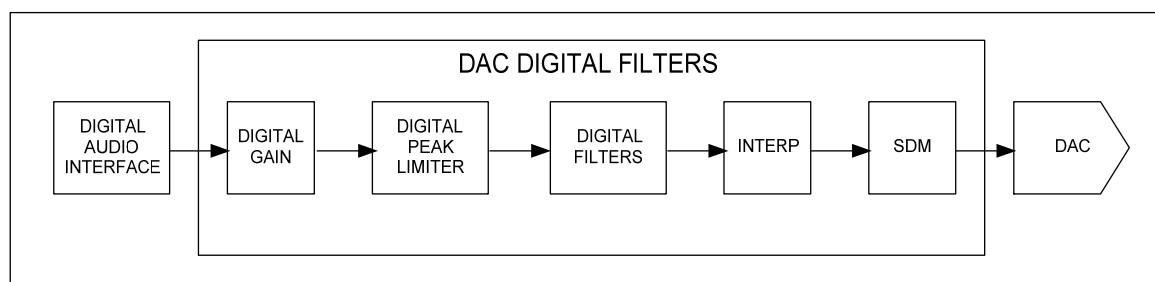 DAC DIGITAL FILTERS
DIGITAL
AUDIO
INTERFACE
DIGITAL
GAIN
DIGITAL
PEAK
LIMITER
DIGITAL
FILTERS
INTERP
SDM
DAC